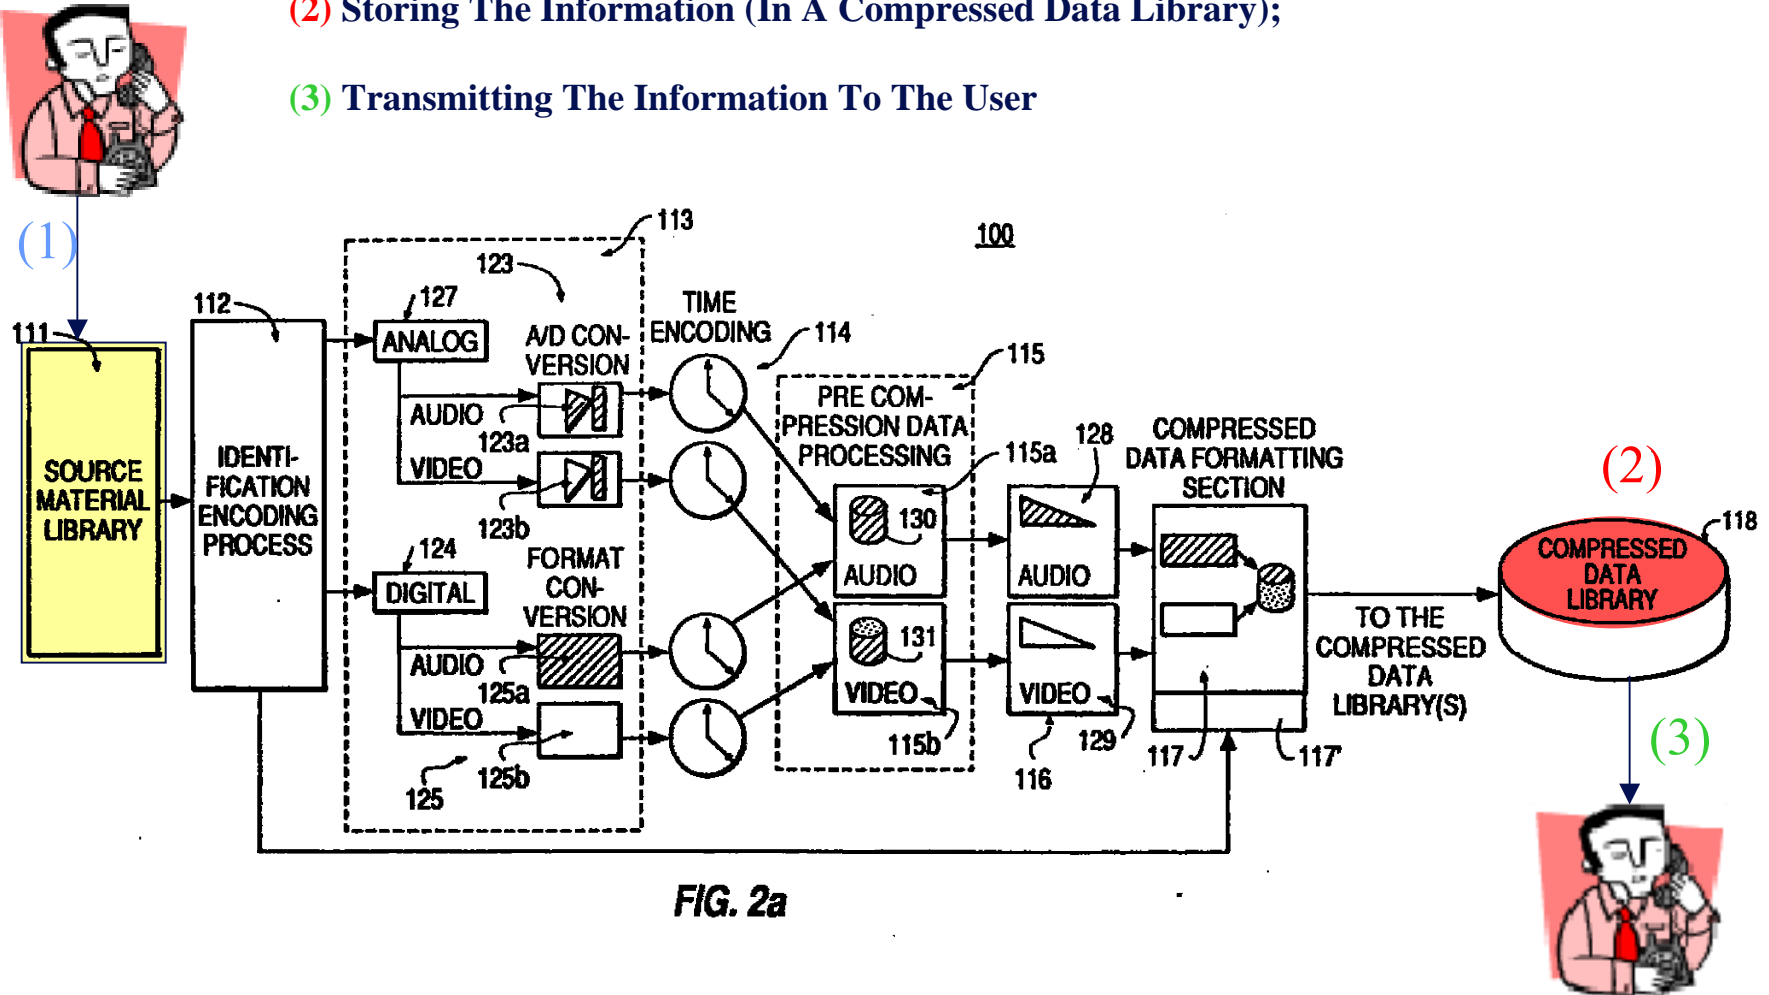 (2) Storing The Information (In A Compressed Data Library);
(3) Transmitting The Information To The User
(1)
113
100
123
112
127
TIME
ENCODING
111
ANALOG
A/D CON-
VERSION
114
115
AUDIO
123a
PRE COM-
PRESSION DATA
PROCESSING
128
COMPRESSED
DATA FORMATTING
SECTION
SOURCE
MATERIAL
LIBRARY
IDENTI-
FICATION
ENCODING
PROCESS
VIDEO
115a
(2)
123b
130
118
124
FORMAT
CON-
VERSION
COMPRESSED
DATA
LIBRARY
DIGITAL
AUDIO
AUDIO
TO THE
COMPRESSED
DATA
LIBRARY(S)
AUDIO
125a
131
VIDEO
VIDEO
VIDEO
125b
115b
129
117
117'
(3)
125
116
FIG. 2a